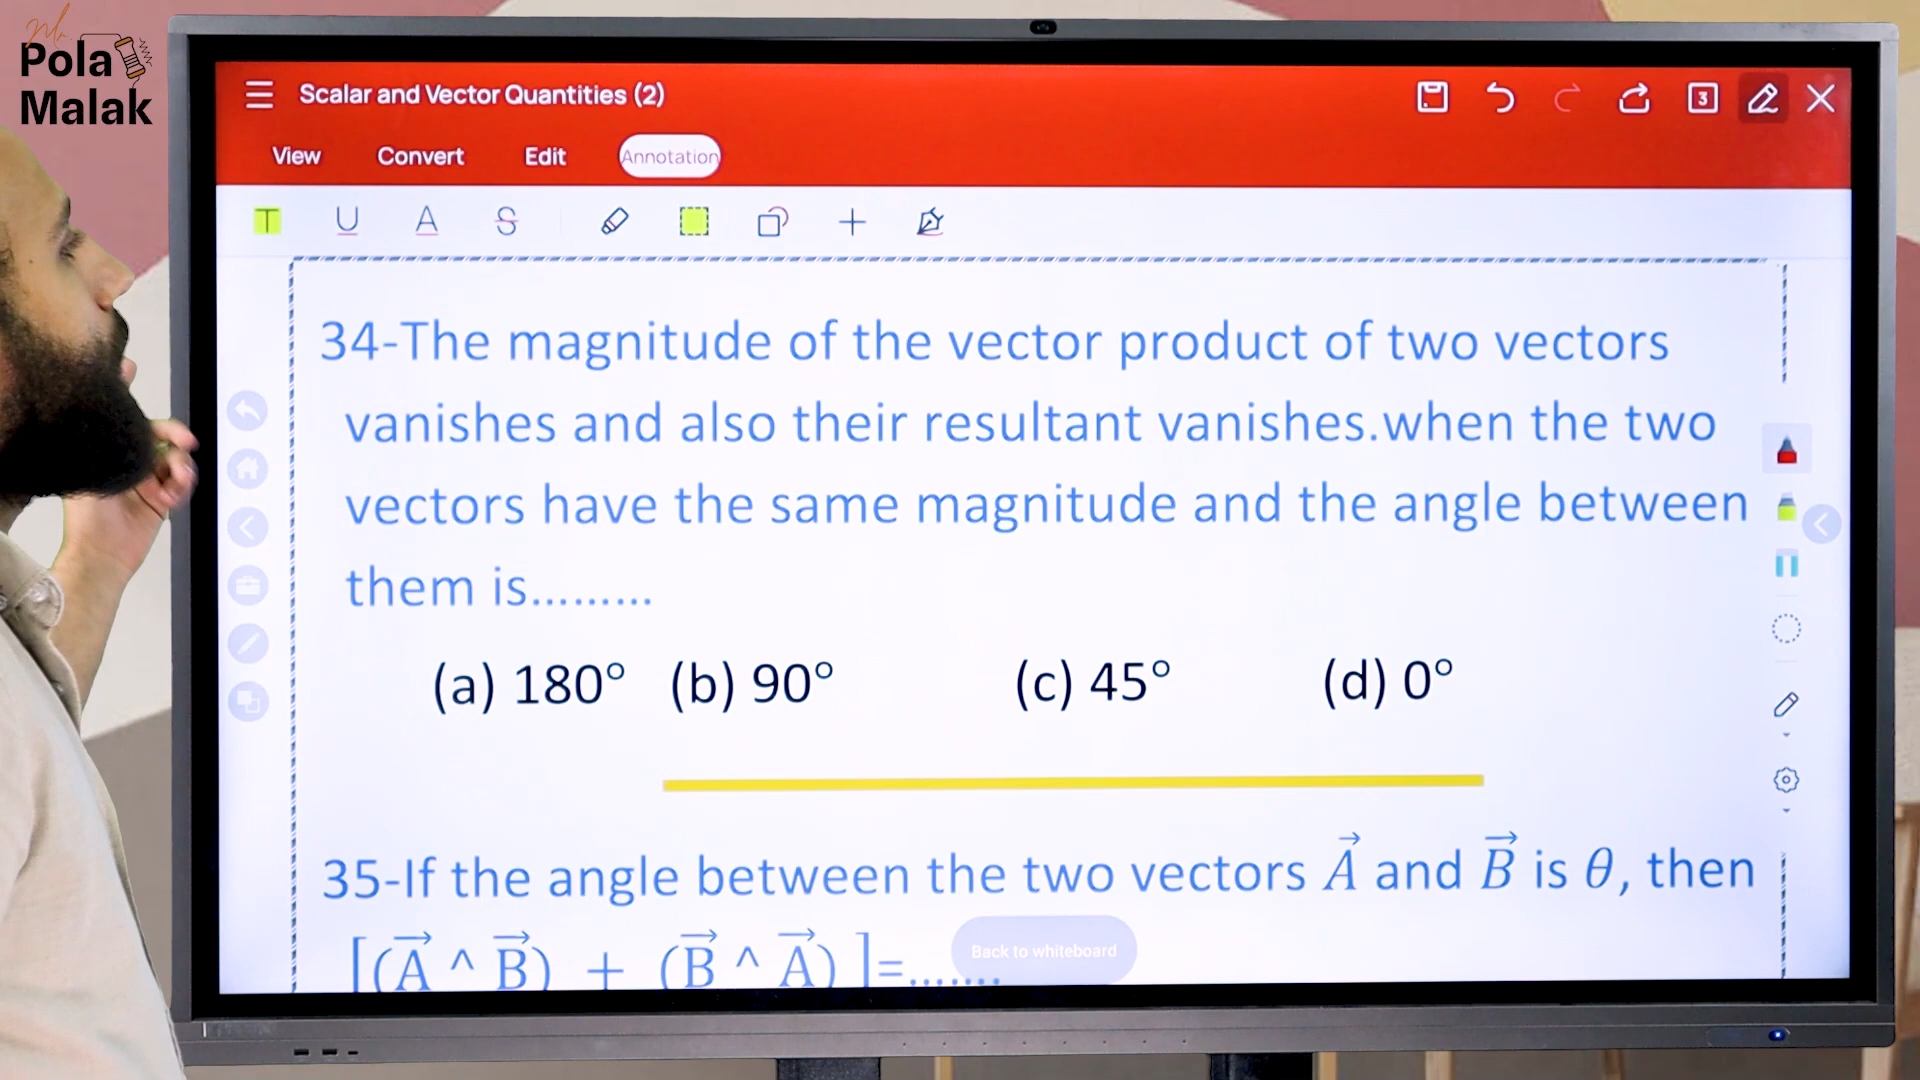 Mr.
Pola
Malak
Scalar and Vector Quantities (2)
3
View Convert Edit Annotation
T U A S
34-The magnitude of the vector product of two vectors
vanishes and also their resultant vanishes.when the two
vectors have the same magnitude and the angle between
them is.........
(a) 180° (b) 90° (c) 45° (d) 0°
35-If the angle between the two vectors A⃗ and B⃗ is θ, then
[(A⃗ ^ B⃗) + (B⃗ ^ A⃗) ]=.......
Back to whiteboard